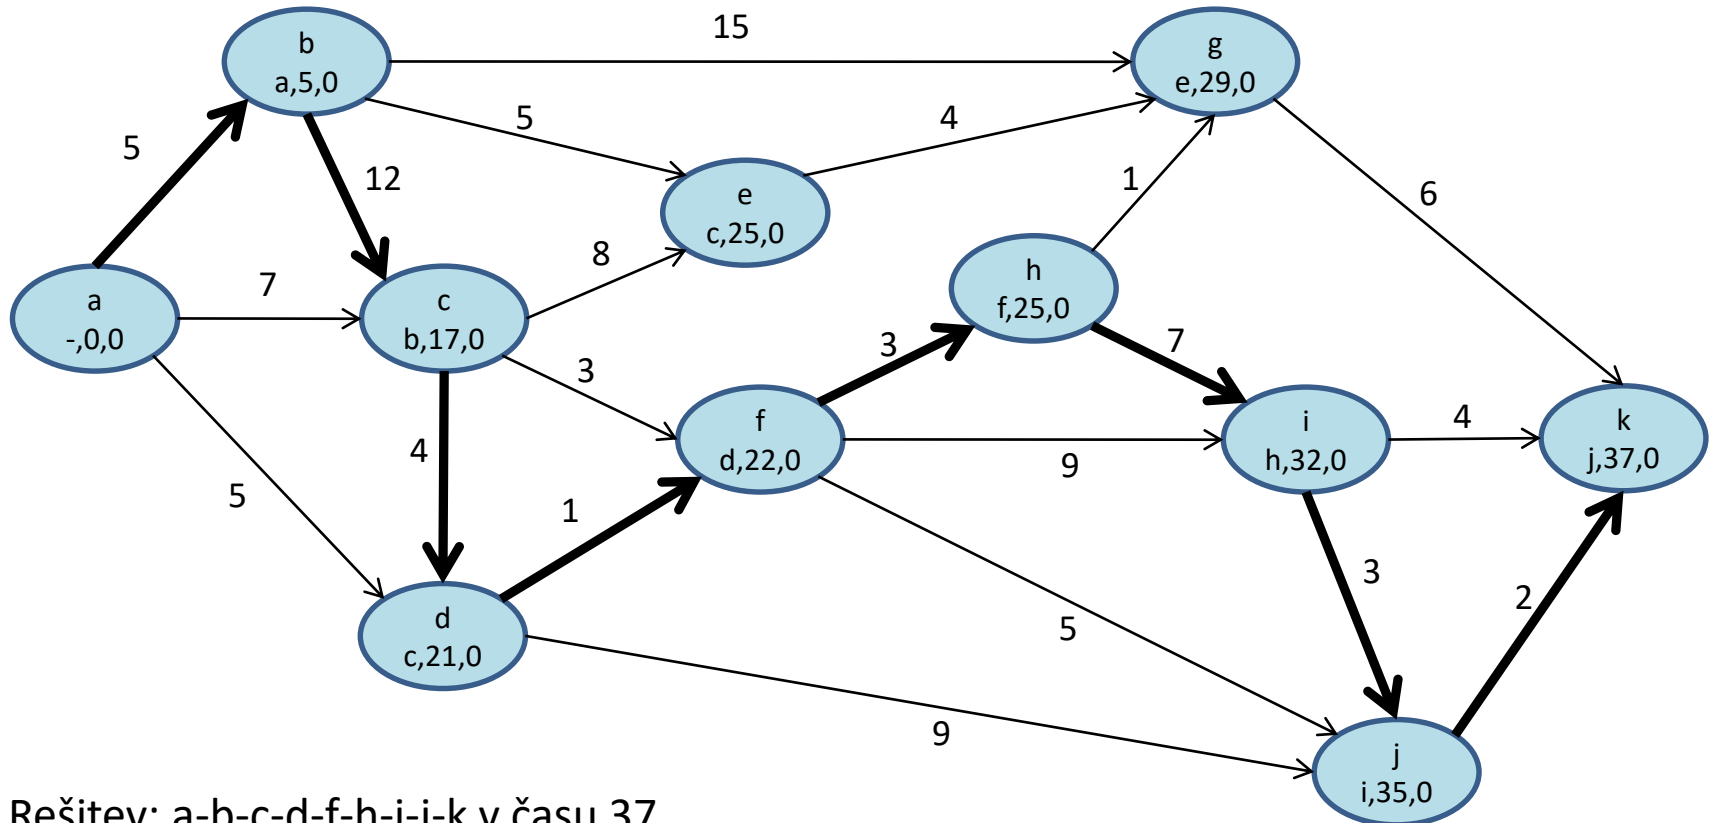 15
b
a,5,0
g
e,29,0
5
4
5
12
1
6
e
c,25,0
8
h
f,25,0
7
a
-,0,0
c
b,17,0
3
3
7
4
5
1
f
d,22,0
9
i
h,32,0
4
k
j,37,0
d
c,21,0
5
3
2
9
j
i,35,0
Rešitev: a-b-c-d-f-h-i-j-k v času 37